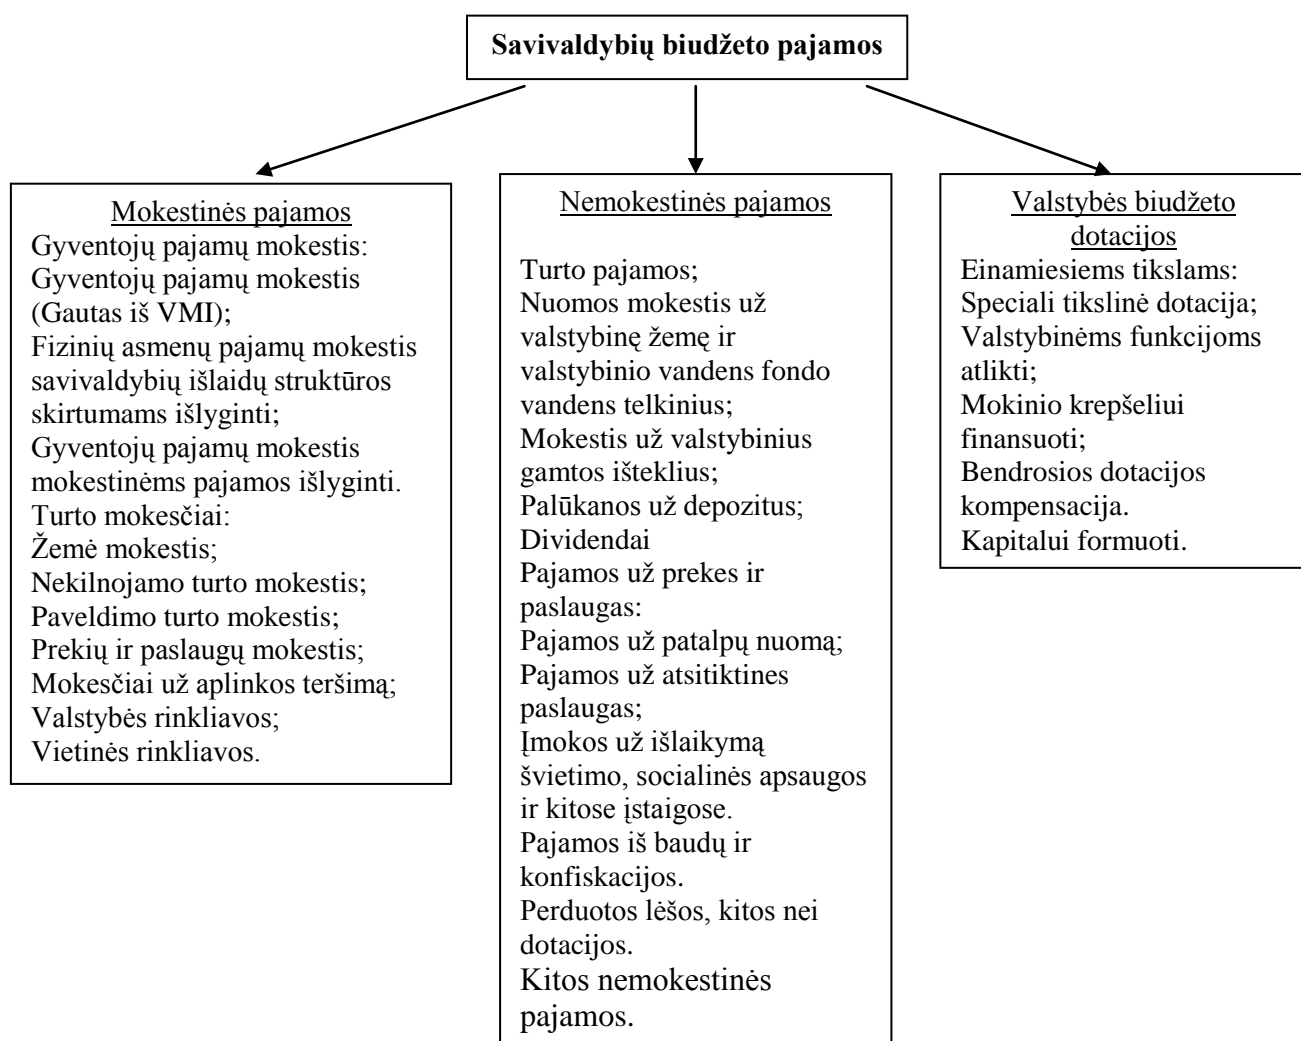 Savivaldybių biudžeto pajamos
Mokestinės pajamos
Gyventojų pajamų mokestis:
Gyventojų pajamų mokestis
(Gautas iš VMI);
Fizinių asmenų pajamų mokestis
savivaldybių išlaidų struktūros
skirtumams išlyginti;
Gyventojų pajamų mokestis
mokestinėms pajamos išlyginti.
Turto mokesčiai:
Žemė mokestis;
Nekilnojamo turto mokestis;
Paveldimo turto mokestis;
Prekių ir paslaugų mokestis;
Mokesčiai už aplinkos teršimą;
Valstybės rinkliavos;
Vietinės rinkliavos.
Nemokestinės pajamos
Turto pajamos;
Nuomos mokestis už
valstybinę žemę ir
valstybinio vandens fondo
vandens telkinius;
Mokestis už valstybinius
gamtos išteklius;
Palūkanos už depozitus;
Dividendai
Pajamos už prekes ir
paslaugas:
Pajamos už patalpų nuomą;
Pajamos už atsitiktines
paslaugas;
Įmokos už išlaikymą
švietimo, socialinės apsaugos
ir kitose įstaigose.
Pajamos iš baudų ir
konfiskacijos.
Perduotos lėšos, kitos nei
dotacijos.
Kitos nemokestinės
pajamos.
Valstybės biudžeto
dotacijos
Einamiesiems tikslams:
Speciali tikslinė dotacija;
Valstybinėms funkcijoms
atlikti;
Mokinio krepšeliui
finansuoti;
Bendrosios dotacijos
kompensacija.
Kapitalui formuoti.